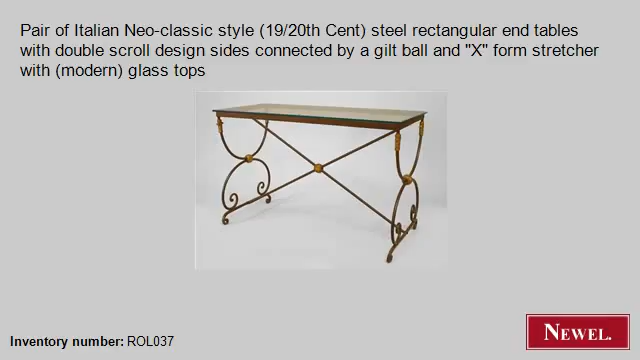 Pair of Italian Neo-classic style (19/20th Cent) steel rectangular end tables
with double scroll design sides connected by a gilt ball and "X" form stretcher
with (modern) glass tops
Inventory number: ROL037
NEWEL.